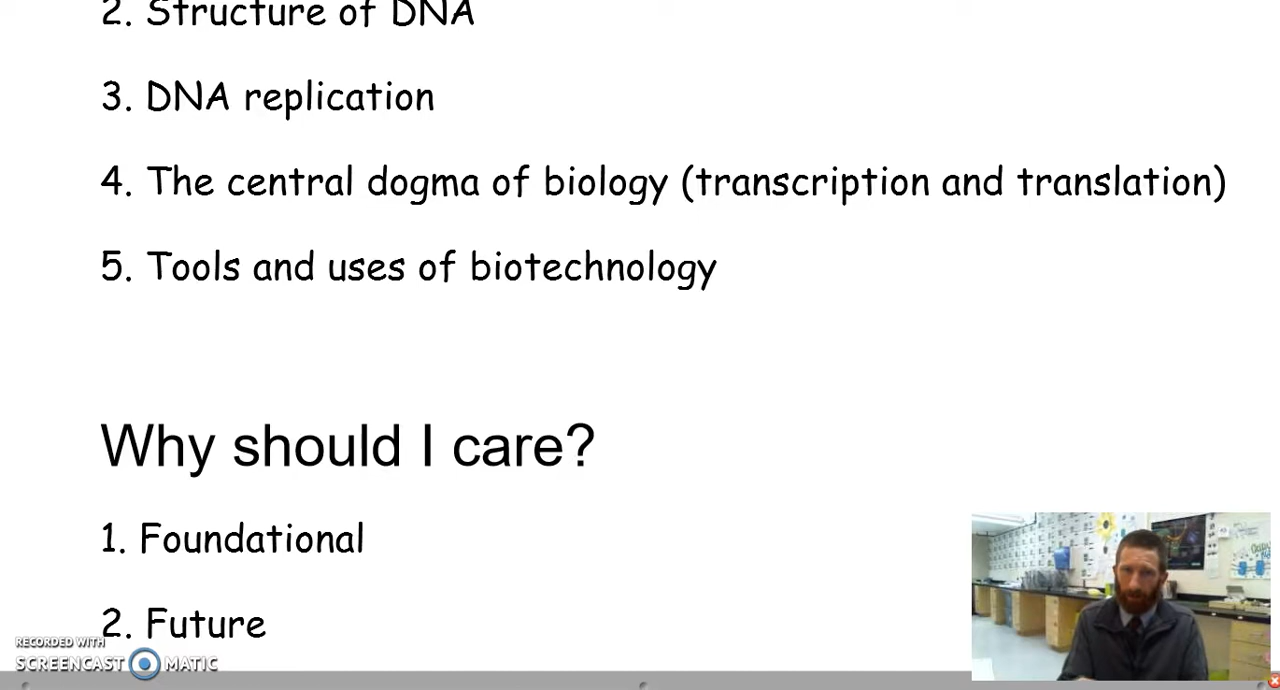 2. Structure of DNA
3. DNA replication
4. The central dogma of biology (transcription and translation)
5. Tools and uses of biotechnology
Why should I care?
1. Foundational
2. Future
RECORDED WITH
SCREENCAST MATIC